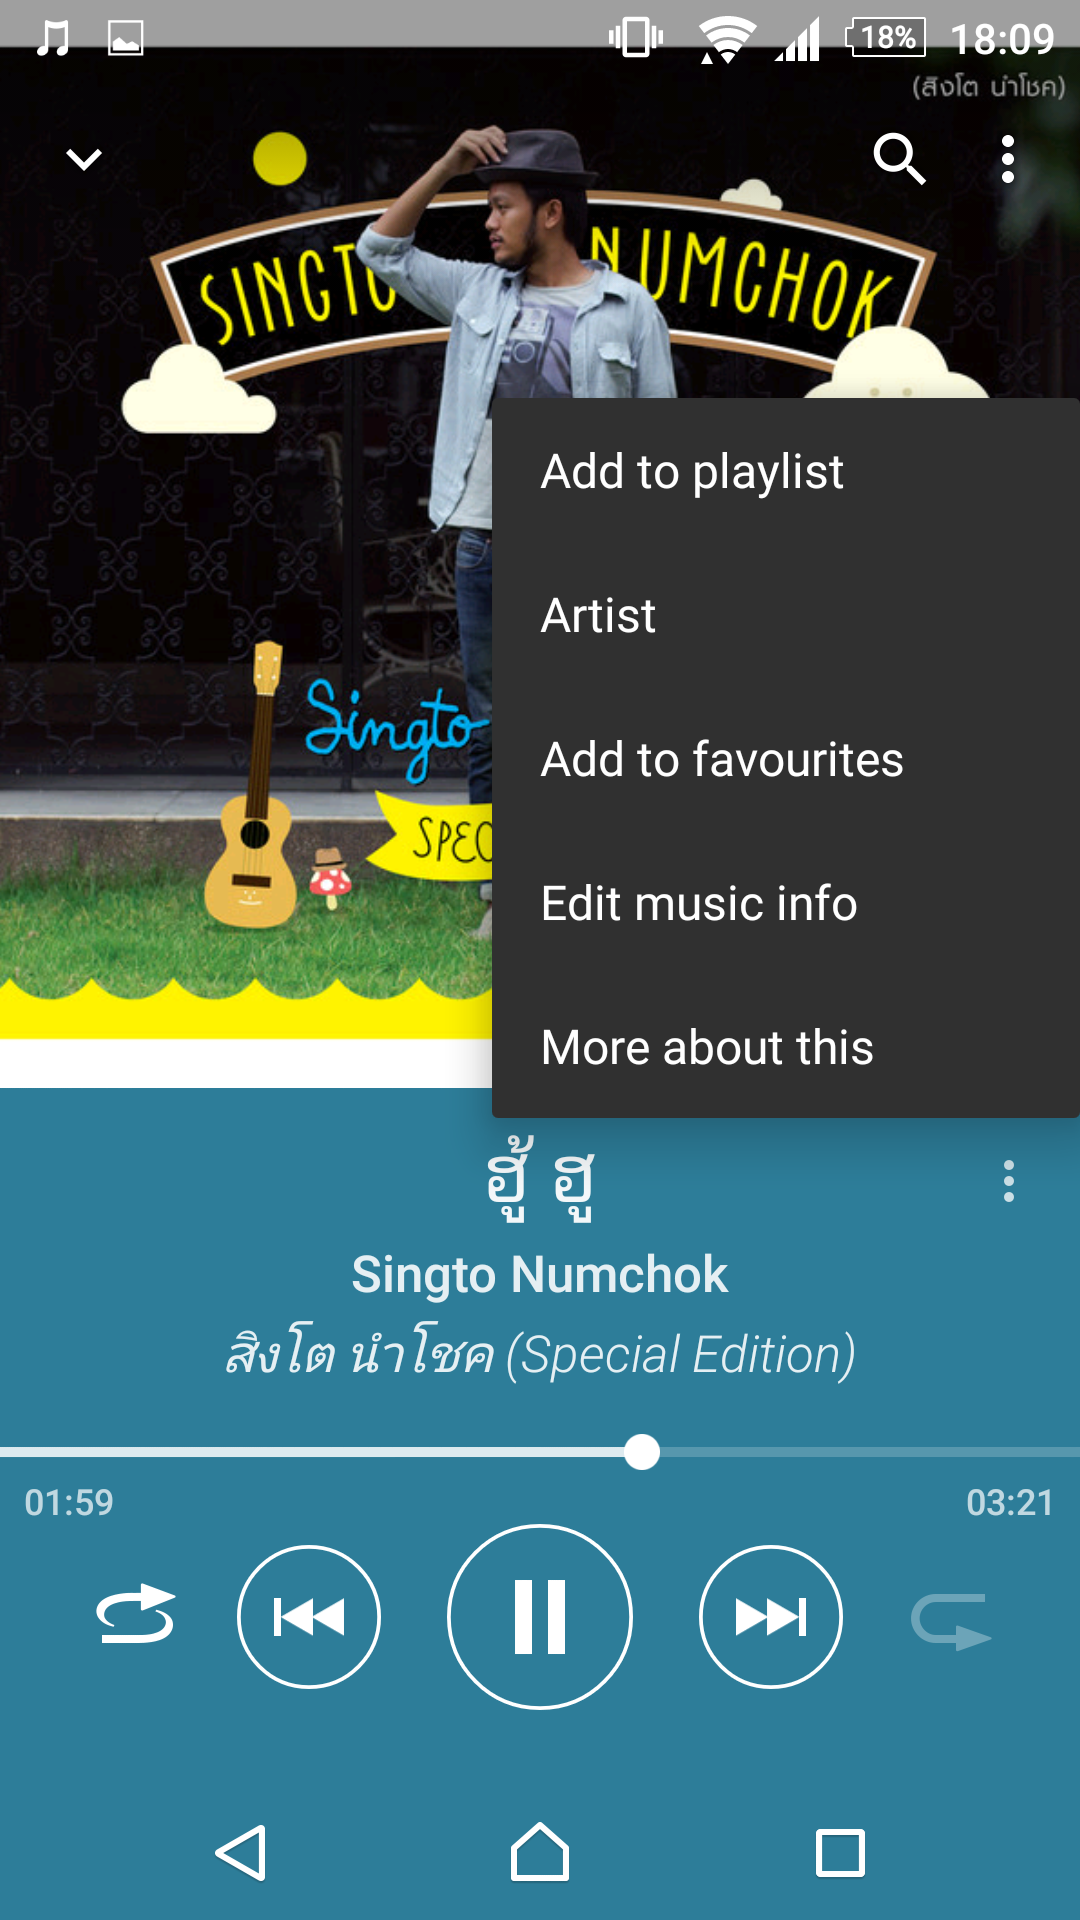 18% 18:09
(สิงโต นำโชค)
SINGTO NUMCHOK
Add to playlist
Artist
Add to favourites
Edit music info
More about this
Singto
ฮู้ ฮู
Singto Numchok
สิงโต นำโชค (Special Edition)
01:59 03:21